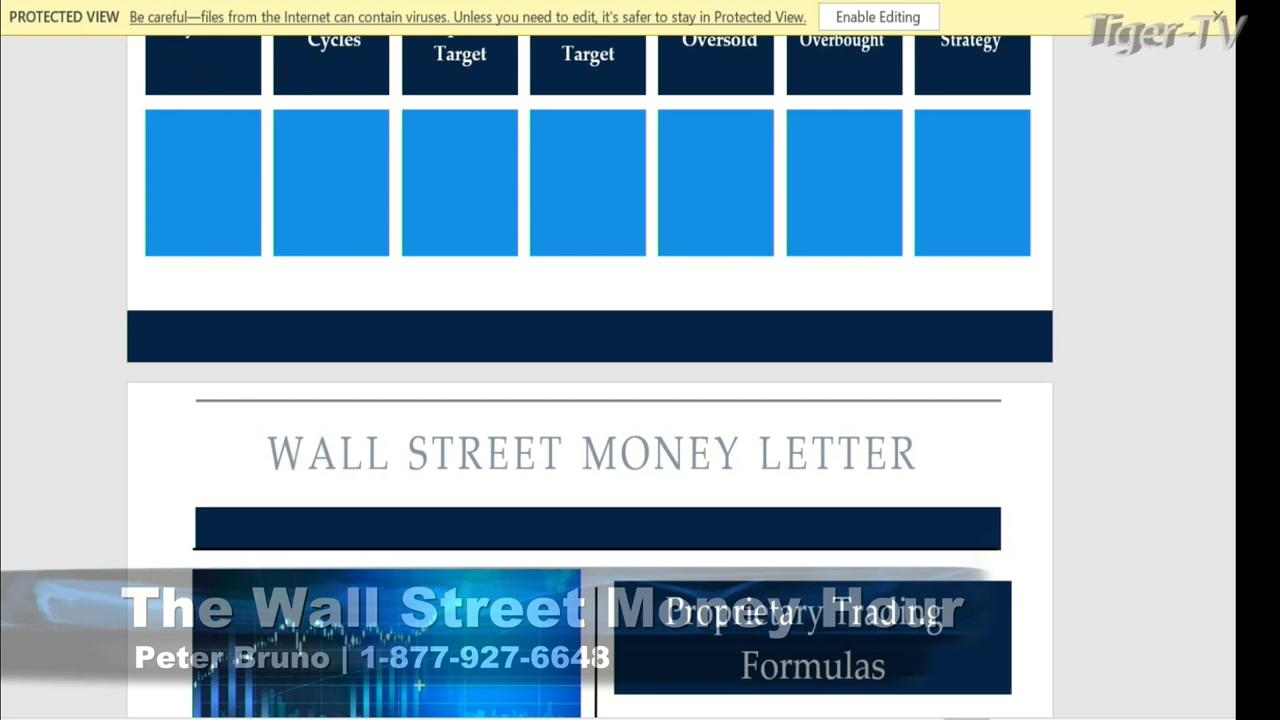 PROTECTED VIEW Be careful—files from the Internet can contain viruses. Unless you need to edit, it's safer to stay in Protected View. Enable Editing
Tiger-TV
Cycles
Target
Target
Oversold
Overbought
Strategy
WALL STREET MONEY LETTER
Proprietary Trading
Formulas
The Wall Street Money Hour
Peter Bruno | 1-877-927-6648